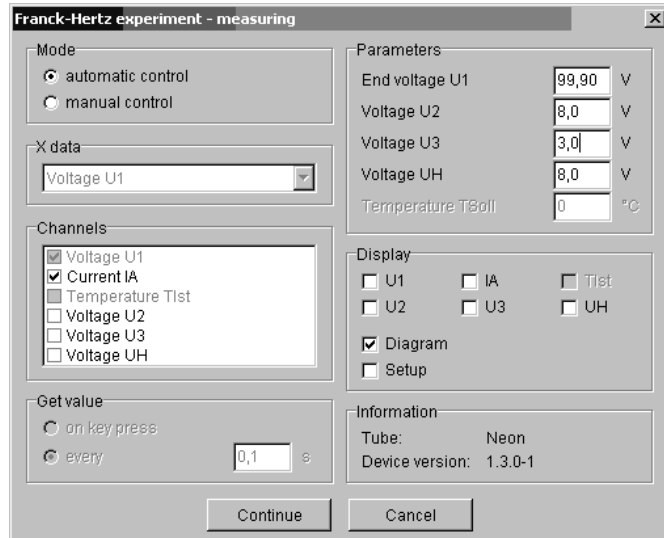 Franck-Hertz experiment - measuring
Mode
automatic control
manual control
X data
Voltage U1
Channels
Voltage U1
Current IA
Temperature TIst
Voltage U2
Voltage U3
Voltage UH
Get value
on key press
every 0,1 s
Parameters
End voltage U1 99,90 V
Voltage U2 8,0 V
Voltage U3 3,0 V
Voltage UH 8,0 V
Temperature TSoll 0 °C
Display
U1 IA TIst
U2 U3 UH
Diagram
Setup
Information
Tube: Neon
Device version: 1.3.0-1
Continue Cancel